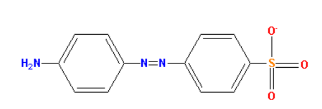 O⁻
H₂N N=N S O
O